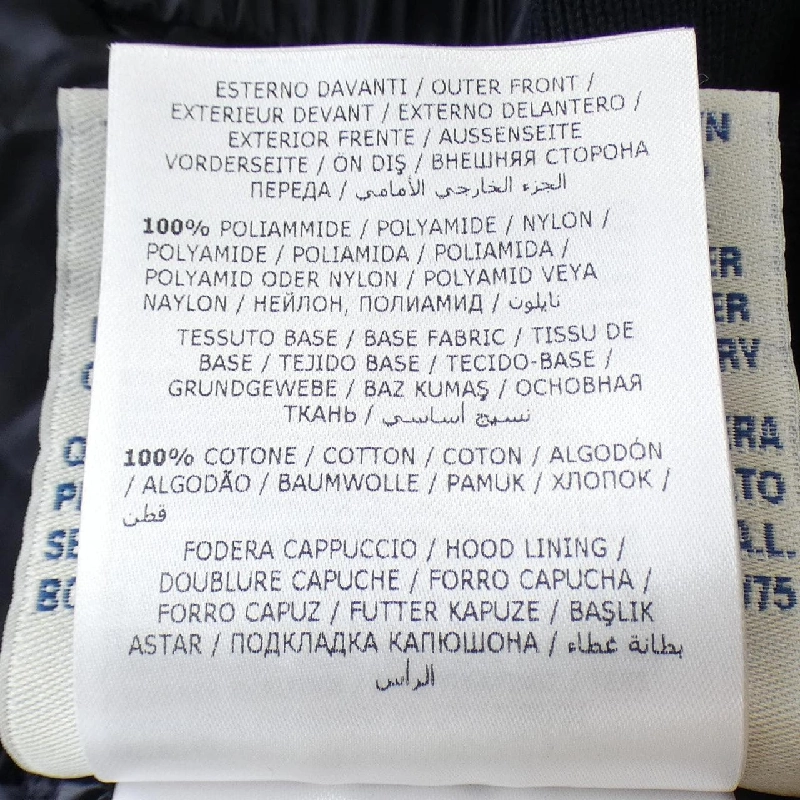 ESTERNO DAVANTI / OUTER FRONT /
EXTERIEUR DEVANT / EXTERNO DELANTERO /
EXTERIOR FRENTE / AUSSENSEITE
VORDERSEITE / ÖN DIŞ / ВНЕШНЯЯ СТОРОНА
ПЕРЕДА / الجزء الخارجي الأمامي
100% POLIAMMIDE / POLYAMIDE / NYLON /
POLYAMIDE / POLIAMIDA / POLIAMIDA /
POLYAMID ODER NYLON / POLYAMID VEYA
NAYLON / НЕЙЛОН, ПОЛИАМИД / نايلون
TESSUTO BASE / BASE FABRIC / TISSU DE
BASE / TEJIDO BASE / TECIDO-BASE /
GRUNDGEWEBE / BAZ KUMAŞ / ОСНОВНАЯ
ТКАНЬ / نسيج أساسي
100% COTONE / COTTON / COTON / ALGODÓN
/ ALGODÃO / BAUMWOLLE / PAMUK / ХЛОПОК /
قطن
FODERA CAPPUCCIO / HOOD LINING /
DOUBLURE CAPUCHE / FORRO CAPUCHA /
FORRO CAPUZ / FUTTER KAPUZE / BAŞLIK
ASTAR / ПОДКЛАДКА КАПЮШОНА / بطانة غطاء
الرأس